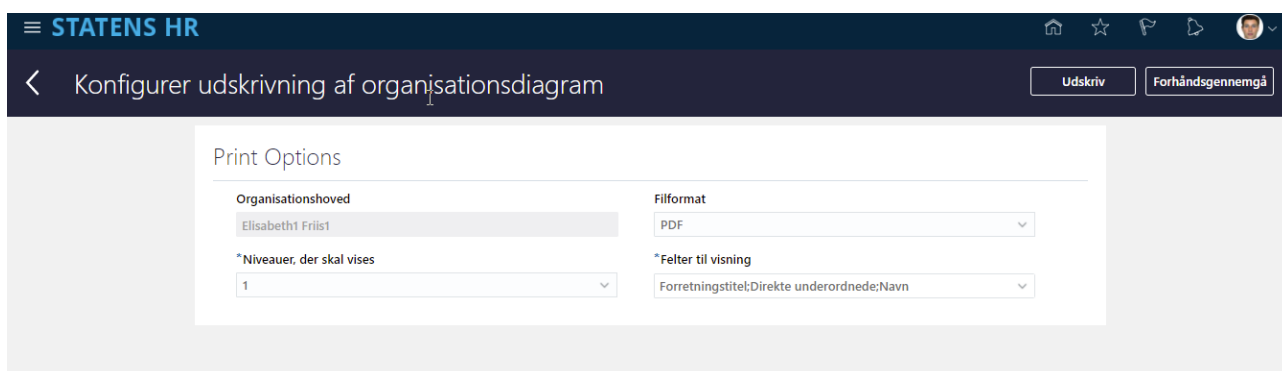 STATENS HR
Konfigurer udskrivning af organisationsdiagram
Udskriv
Forhåndsgennemgå
Print Options
Organisationshoved
Filformat
Elisabeth1 Friis1
PDF
*Niveauer, der skal vises
*Felter til visning
1
Forretningstitel;Direkte underordnede;Navn